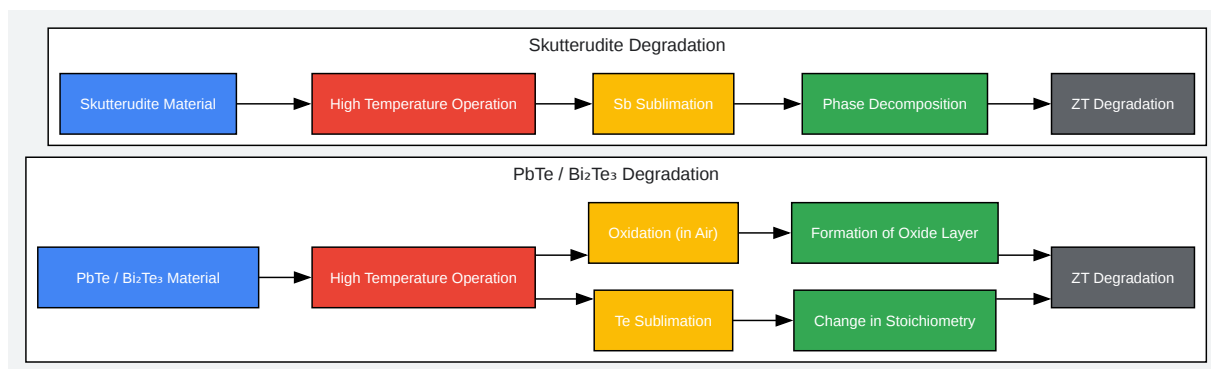 Skutterudite Degradation
Skutterudite Material
High Temperature Operation
Sb Sublimation
Phase Decomposition
ZT Degradation
PbTe / Bi₂Te₃ Degradation
PbTe / Bi₂Te₃ Material
High Temperature Operation
Oxidation (in Air)
Formation of Oxide Layer
Te Sublimation
Change in Stoichiometry
ZT Degradation